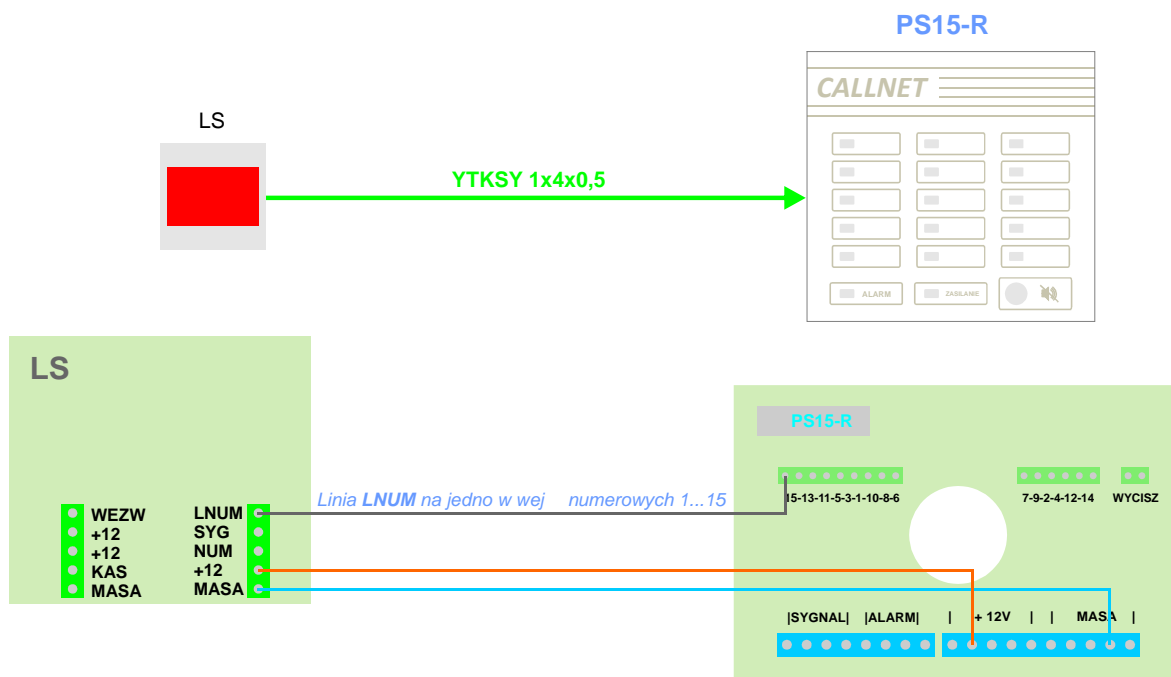 PS15-R
CALLNET
LS
YTKSY 1x4x0,5
ALARM
ZASILANIE
LS
PS15-R
15-13-11-5-3-1-10-8-6
7-9-2-4-12-14
WYCISZ
Linia LNUM na jedno w wej numerowych 1...15
WEZW
+12
+12
KAS
MASA
LNUM
SYG
NUM
+12
MASA
|SYGNAL| |ALARM| | + 12V | | MASA |